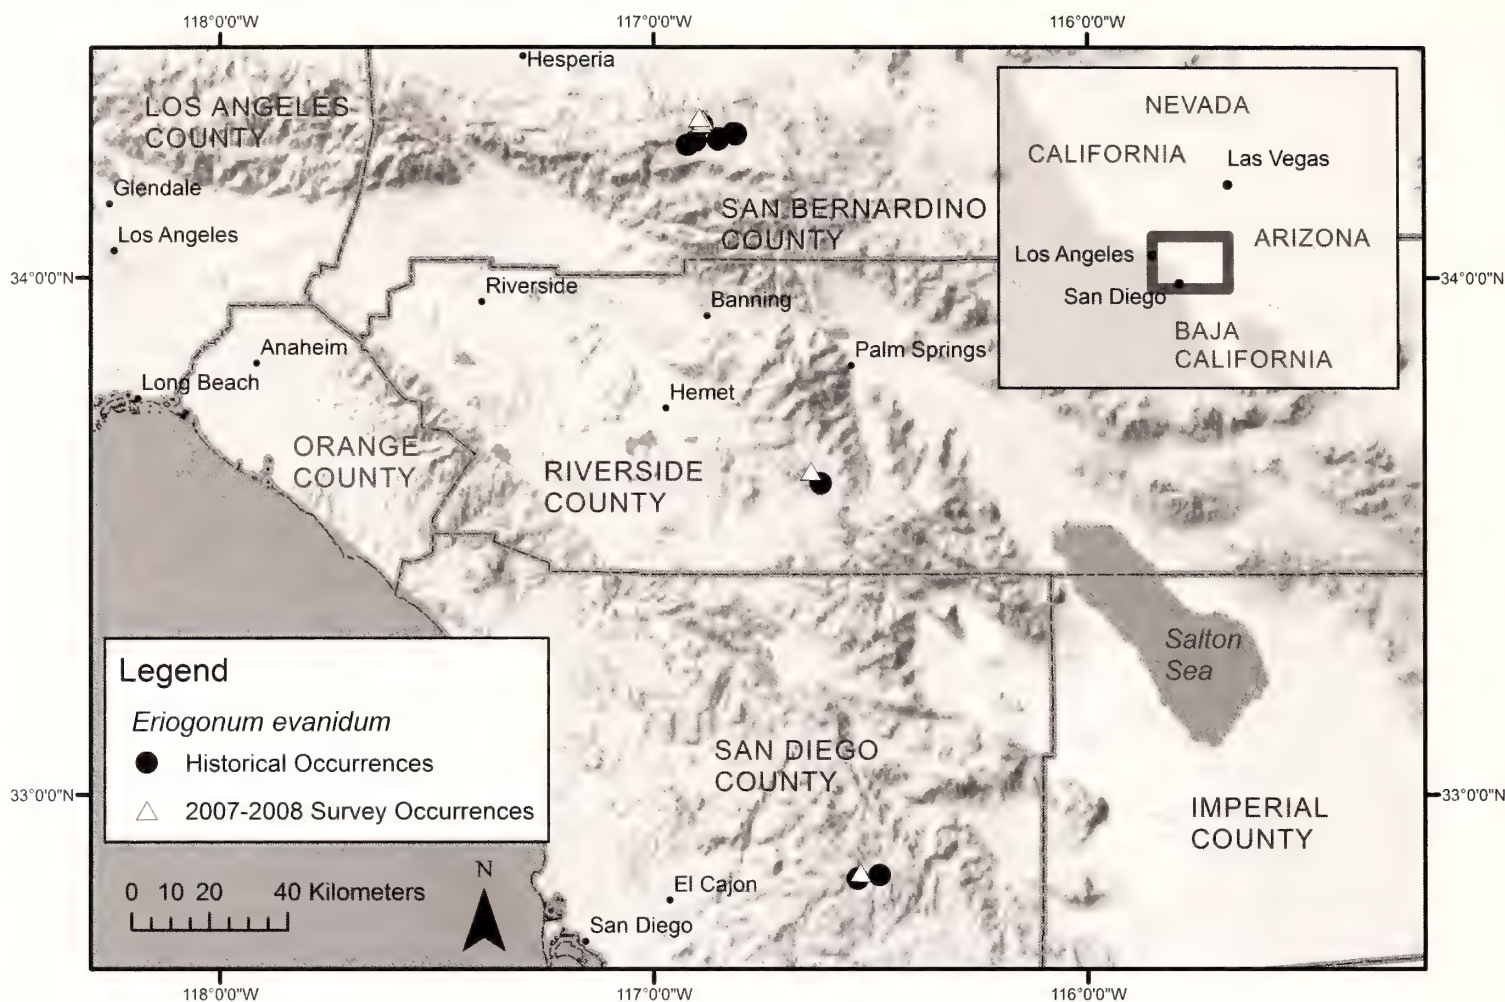 118°0'0"W
117°0'0"W
116°0'0"W
Hesperia
LOS ANGELES
COUNTY
NEVADA
CALIFORNIA
Las Vegas
Glendale
Los Angeles
SAN BERNARDINO
COUNTY
ARIZONA
Los Angeles
San Diego
34°0'0"N
34°0'0"N
Riverside
Banning
BAJA
CALIFORNIA
Anaheim
Palm Springs
Long Beach
Hemet
ORANGE
COUNTY
RIVERSIDE
COUNTY
Salton
Sea
Legend
Eriogonum evanidum
Historical Occurrences
2007-2008 Survey Occurrences
SAN DIEGO
COUNTY
33°0'0"N
33°0'0"N
IMPERIAL
COUNTY
N
0 10 20 40 Kilometers
El Cajon
San Diego
118°0'0"W
117°0'0"W
116°0'0"W